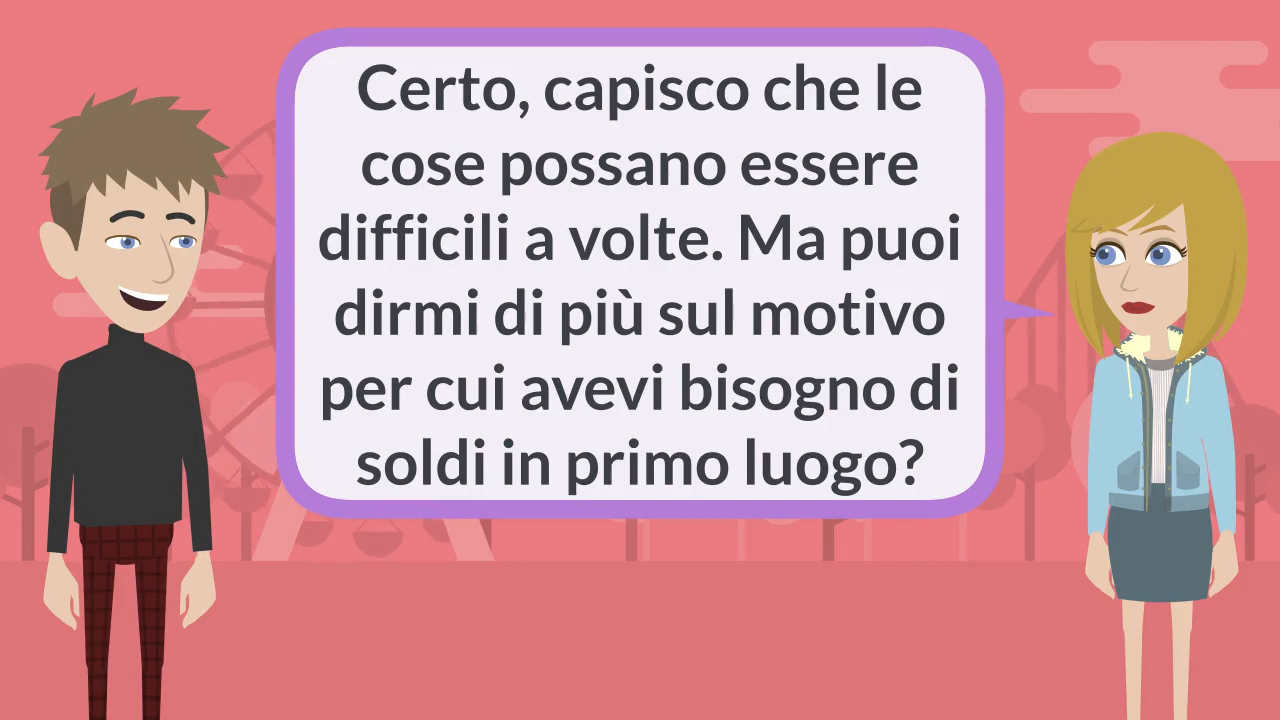 Certo, capisco che le
cose possano essere
difficili a volte. Ma puoi
dirmi di più sul motivo
per cui avevi bisogno di
soldi in primo luogo?